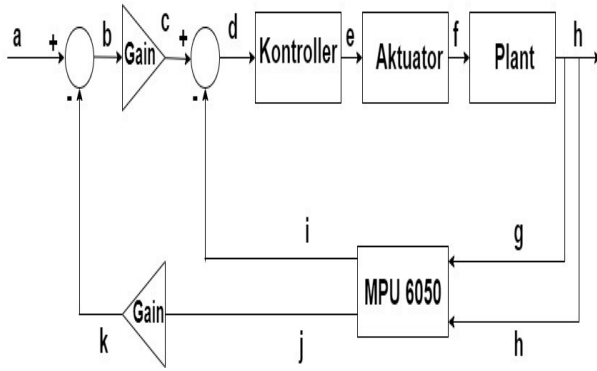 a + b Gain c + d Kontroller e Aktuator f Plant h
- -
i g
MPU 6050
Gain
k j h